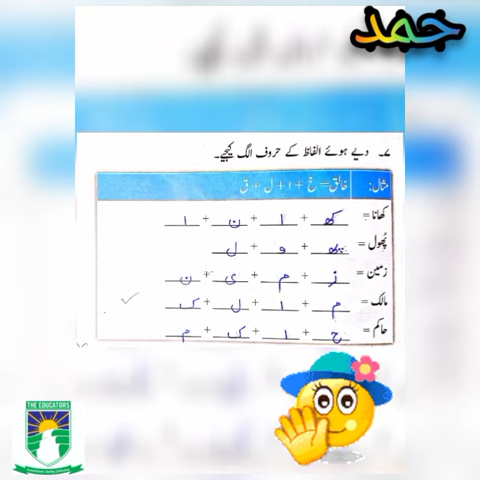 حمد
۷۔ دیے ہوئے الفاظ کے حروف الگ کیجیے۔
مثال: خالق= خ + ا + ل + ق
کھانا = کھ + ا + ن + ا
پُھول = پھ + و + ل
زمین = ز + م + ی + ن
مالک = م + ا + ل + ک
حاکم = ح + ا + ک + م
THE EDUCATORS